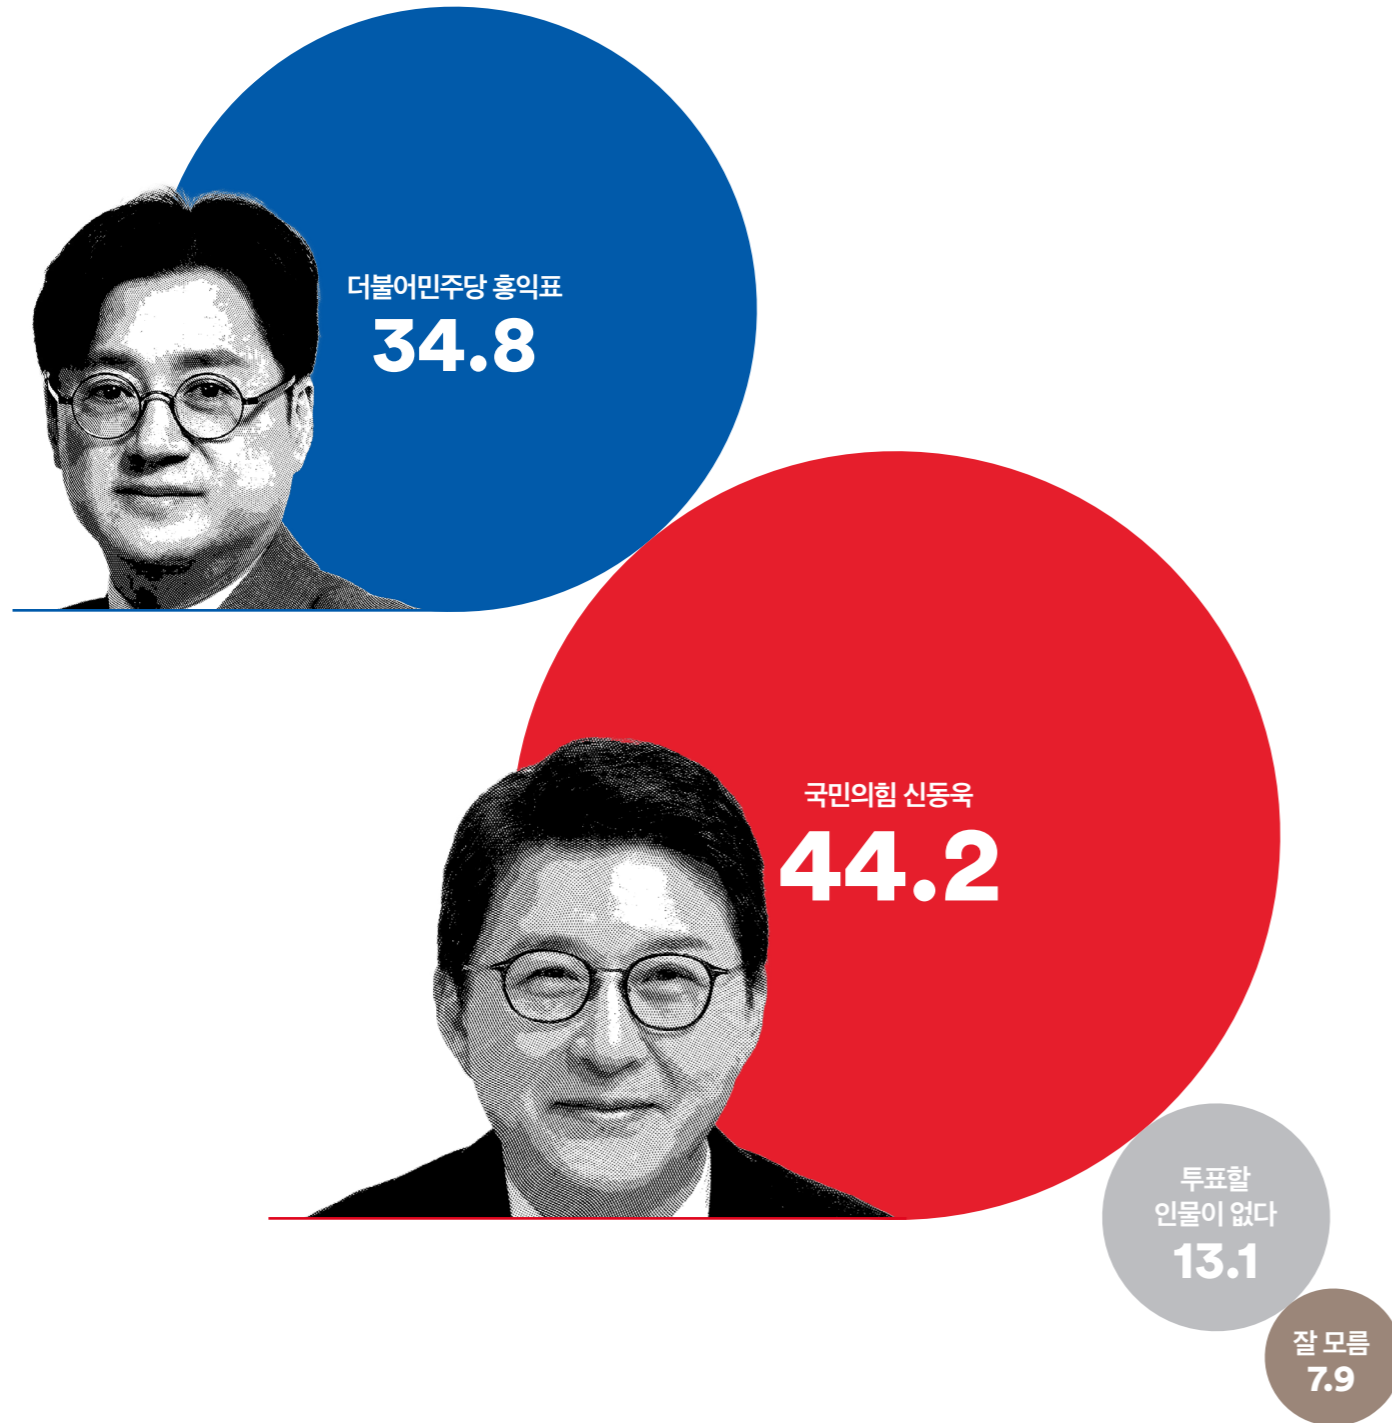 더불어민주당 홍익표
34.8
국민의힘 신동욱
44.2
투표할
인물이 없다
13.1
잘 모름
7.9